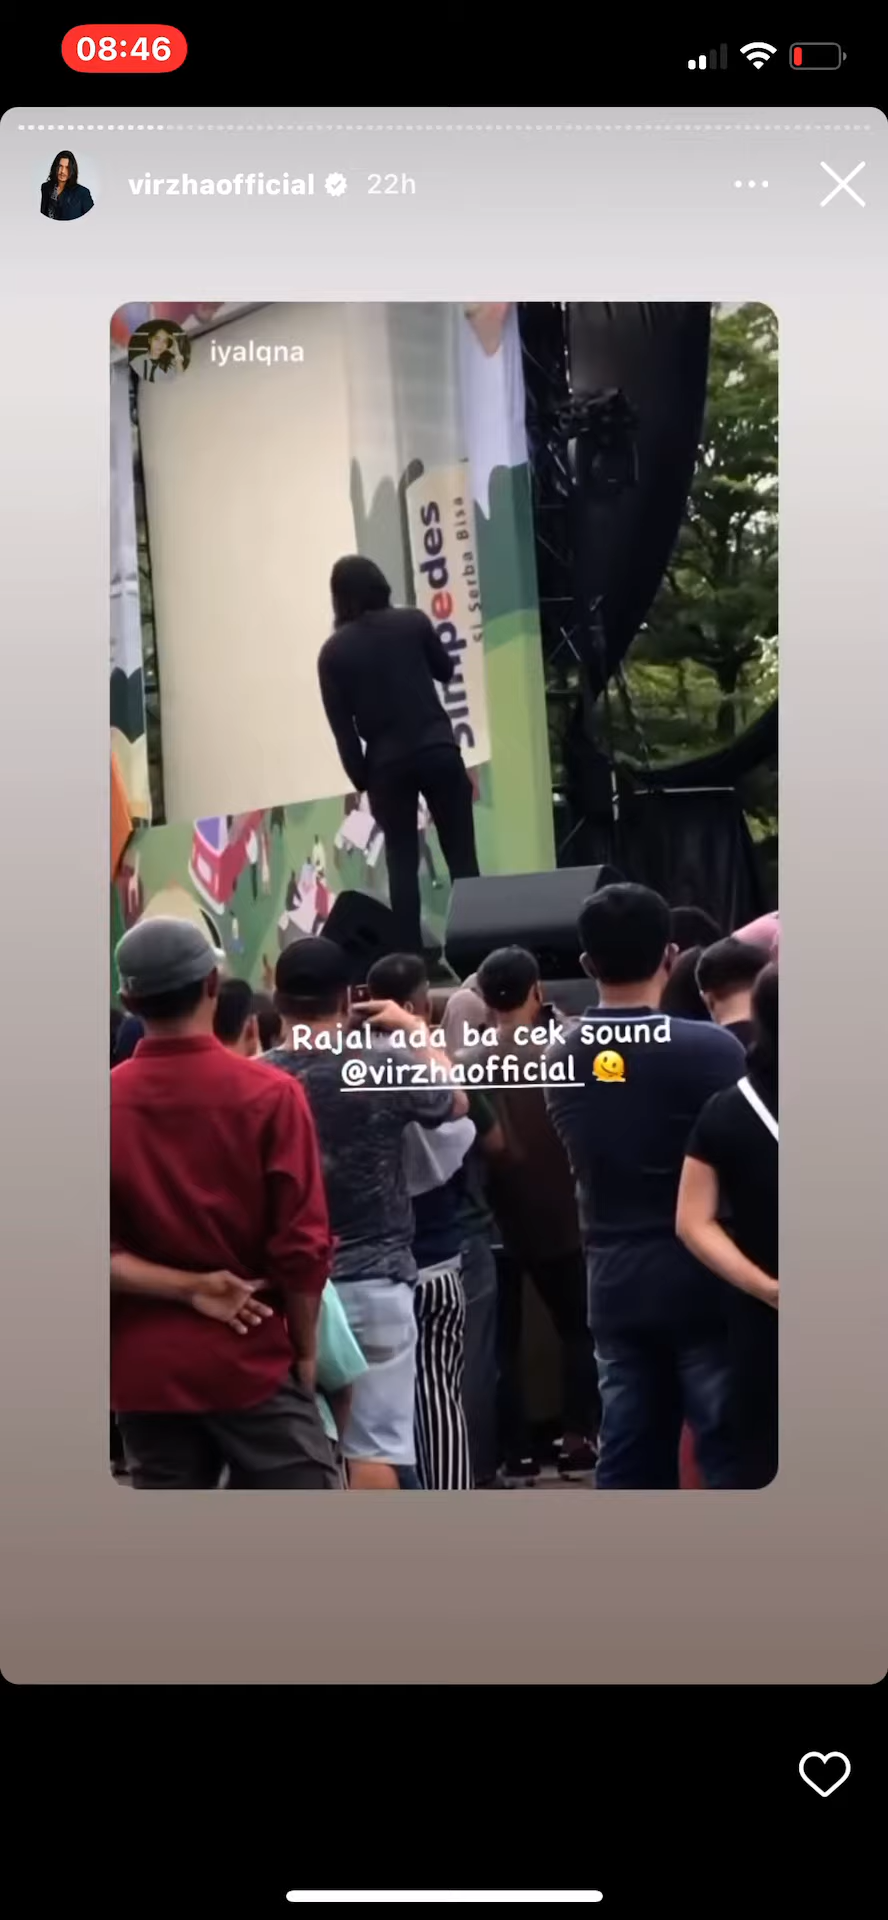 08:46
virzhaofficial 22h
iyalqna
Simpedes
Si Serba Bisa
Rajal ada ba cek sound
@virzhaofficial 🫠